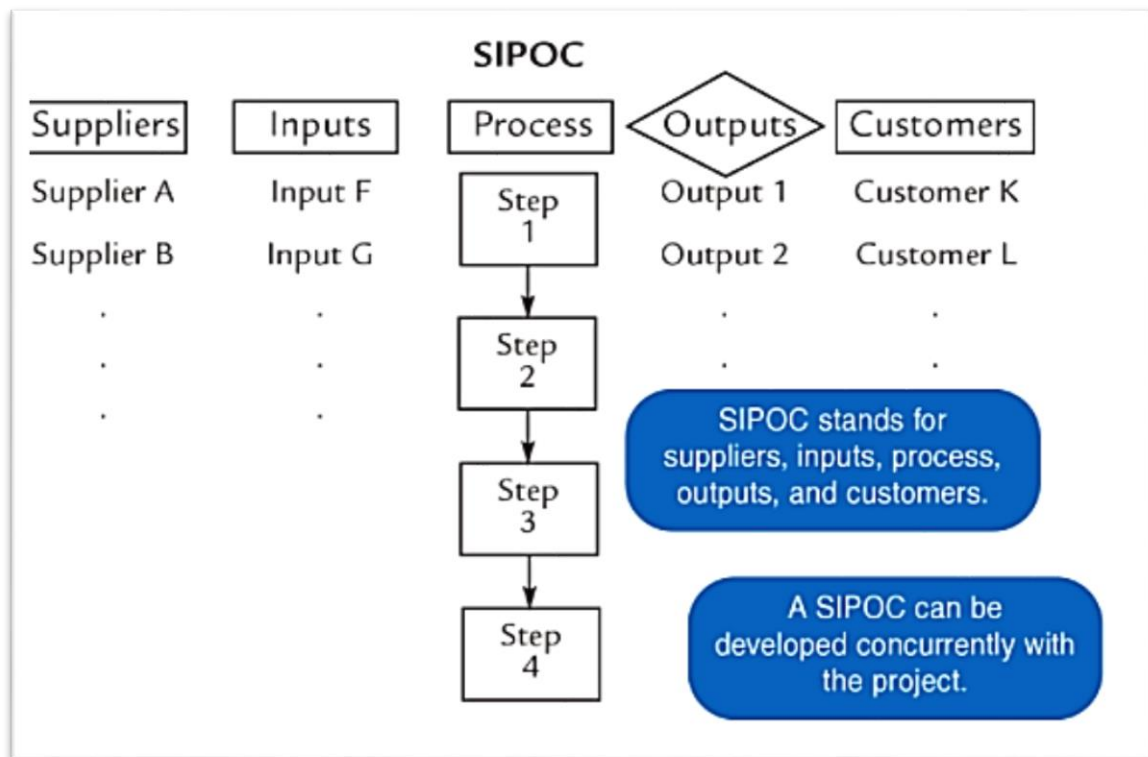 SIPOC
Suppliers Inputs Process Outputs Customers
Supplier A Input F Step 1 Output 1 Customer K
Supplier B Input G Output 2 Customer L
Step
2
SIPOC stands for
suppliers, inputs, process,
outputs, and customers.
Step
3
A SIPOC can be
developed concurrently with
the project.
Step
4